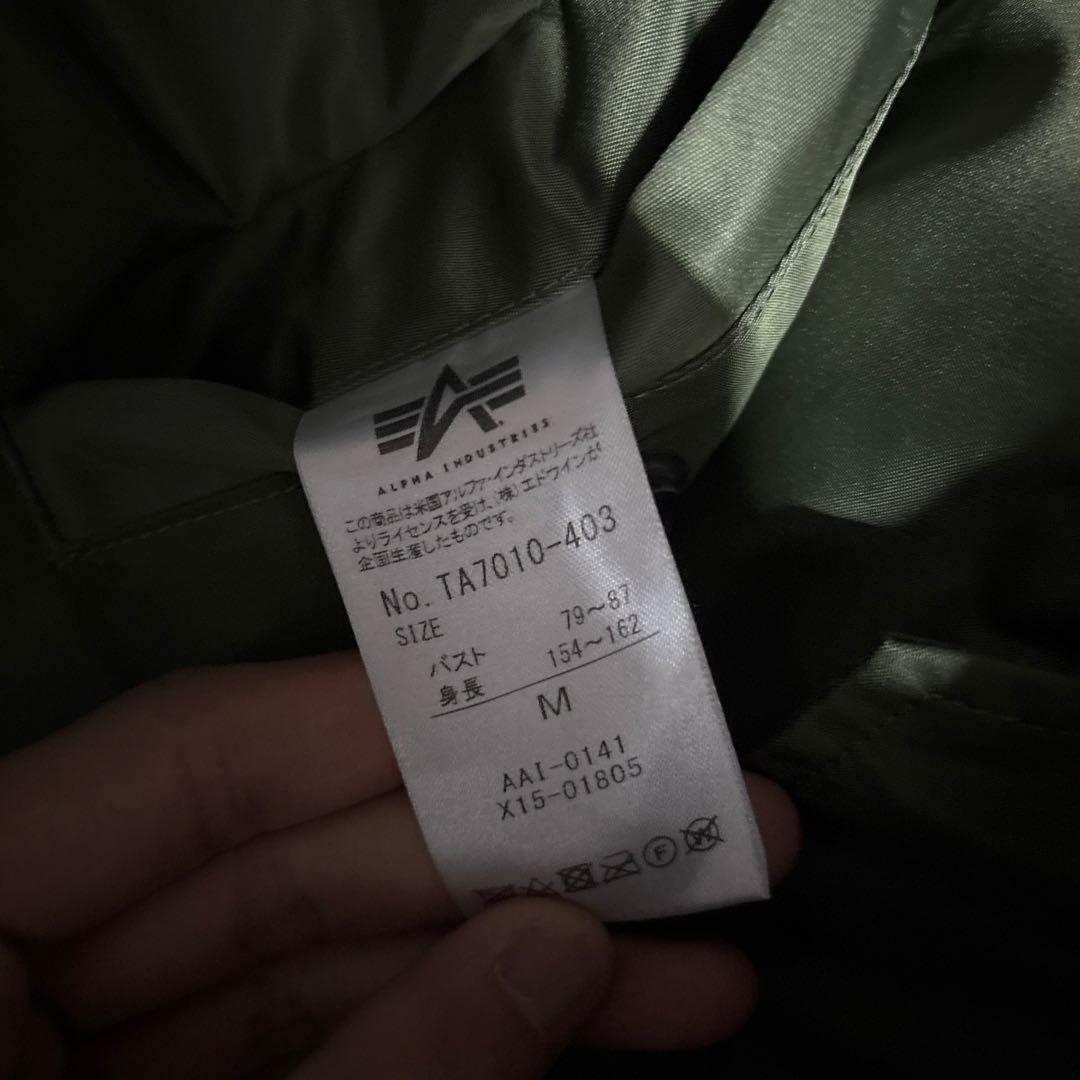 ALPHA INDUSTRIES
この商品は米国アルファ・インダストリーズ社
よりライセンスを受け、(株)エドウインが
企画生産したものです。
No. TA7010-403
SIZE
バスト 79〜87
身長 154〜162
M
AAI-0141
X15-01805
F W